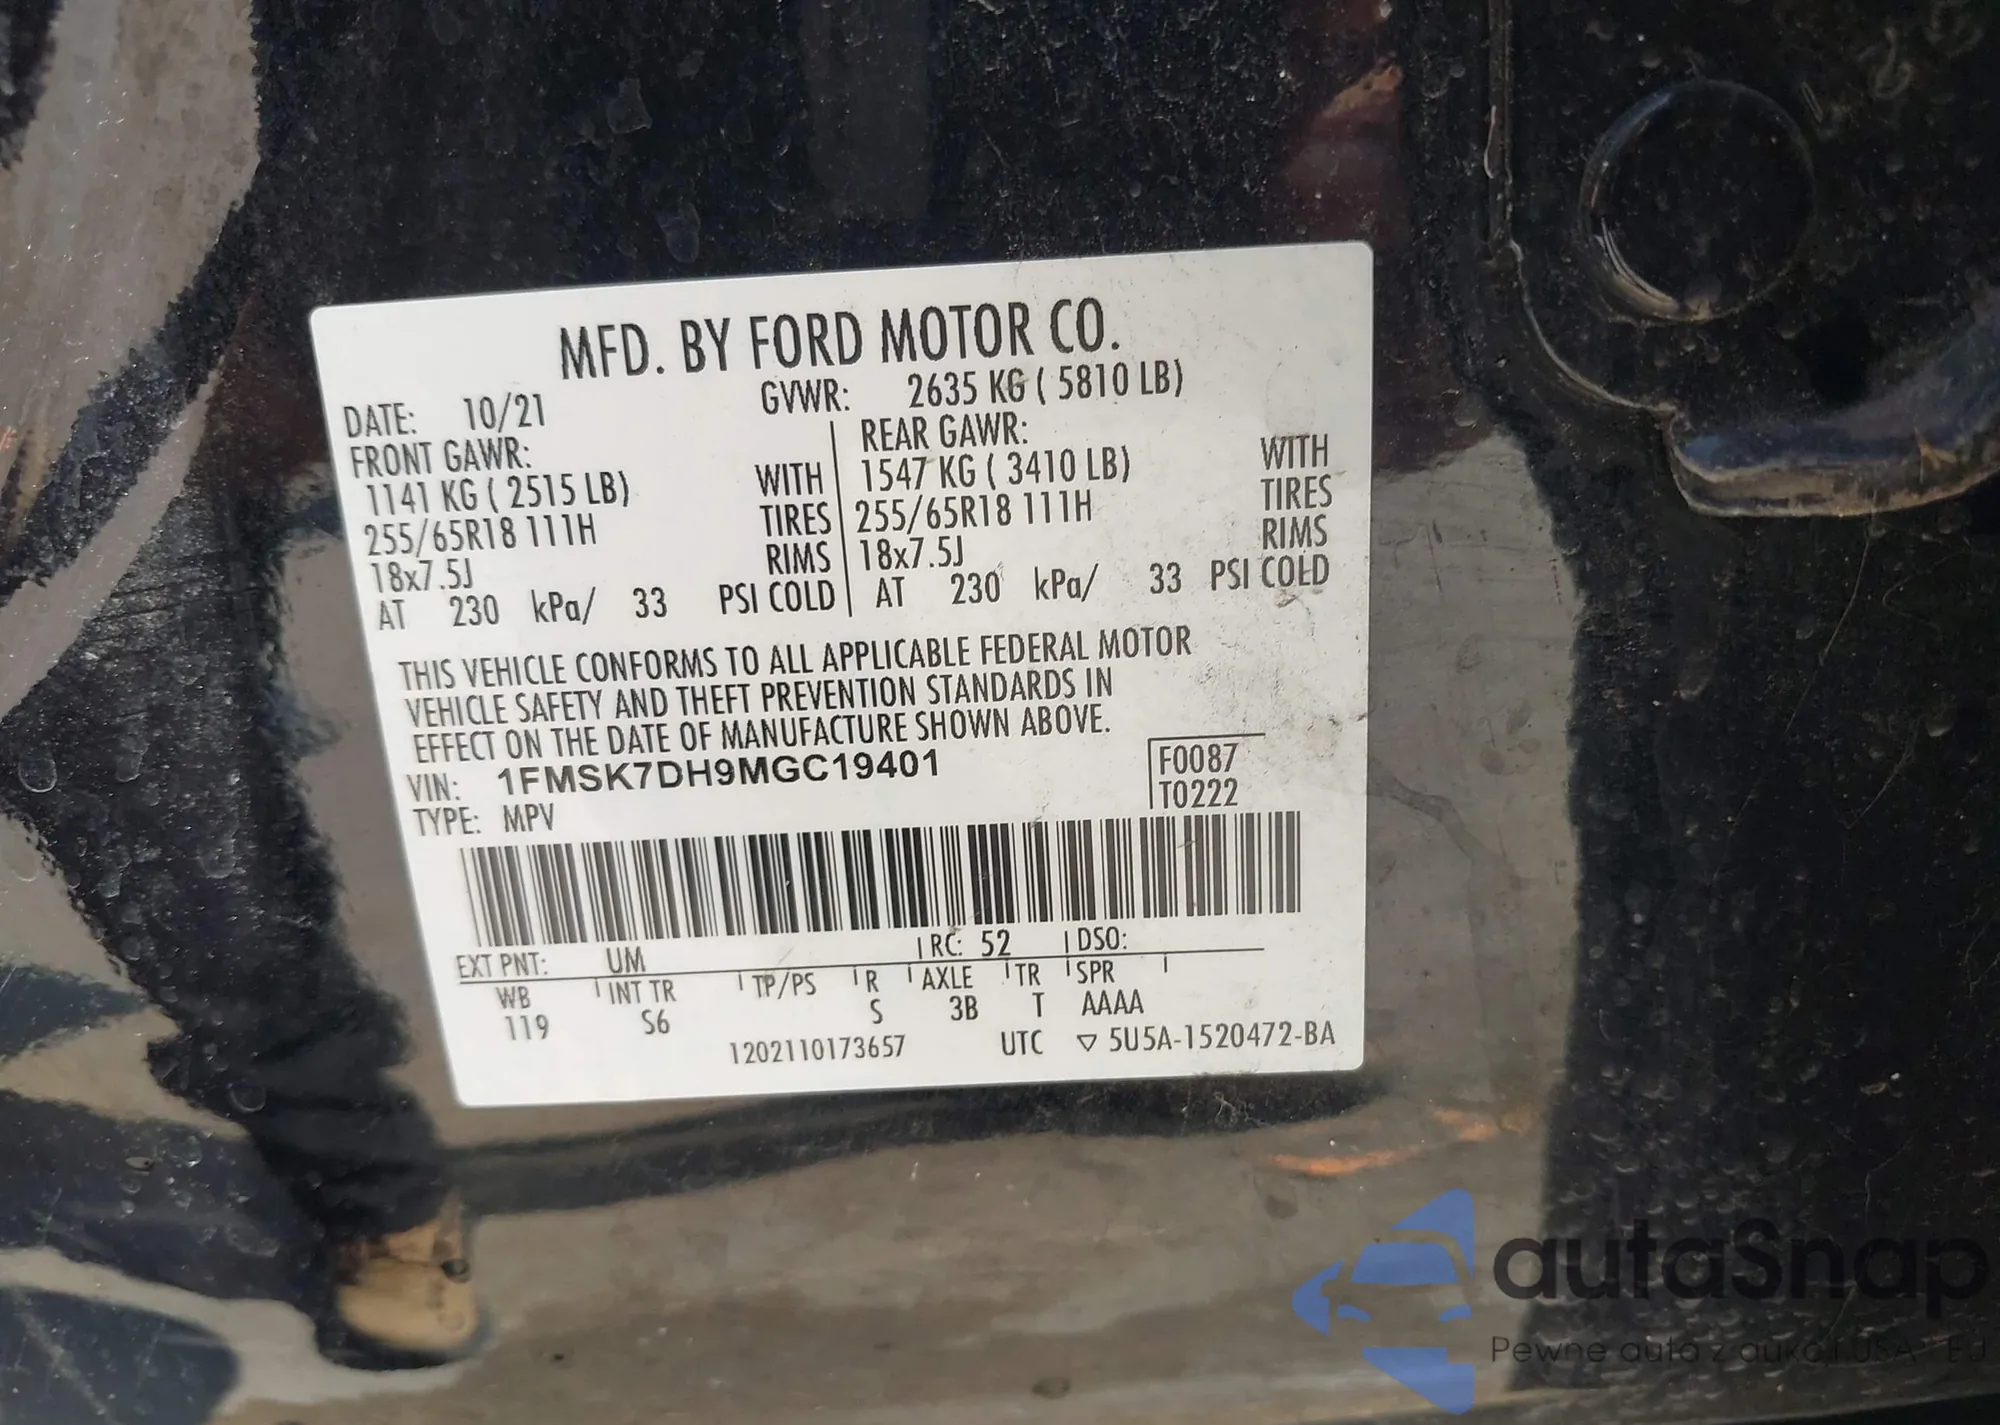 MFD. BY FORD MOTOR CO.
DATE: 10/21 GVWR: 2635 KG ( 5810 LB)
FRONT GAWR: REAR GAWR:
1141 KG ( 2515 LB) WITH 1547 KG ( 3410 LB) WITH
255/65R18 111H TIRES 255/65R18 111H TIRES
18x7.5J RIMS 18x7.5J RIMS
AT 230 kPa/ 33 PSI COLD AT 230 kPa/ 33 PSI COLD
THIS VEHICLE CONFORMS TO ALL APPLICABLE FEDERAL MOTOR
VEHICLE SAFETY AND THEFT PREVENTION STANDARDS IN
EFFECT ON THE DATE OF MANUFACTURE SHOWN ABOVE.
VIN: 1FMSK7DH9MGC19401 F0087
TYPE: MPV T0222
EXT PNT: UM RC: 52 DSO:
WB INT TR TP/PS R AXLE TR SPR
119 S6 S 3B T AAAA
1202110173657 UTC ▽ 5U5A-1520472-BA
autaSnap
Pewne auta z aukcji USA